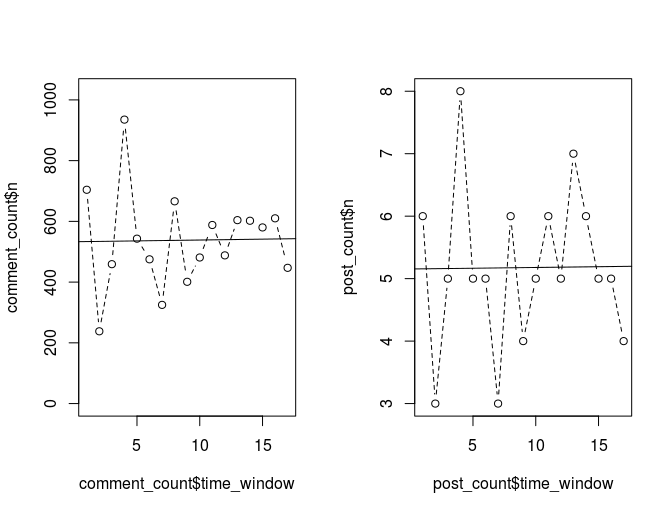 comment_count$n
1000
800
600
400
200
0
5 10 15
comment_count$time_window
post_count$n
8
7
6
5
4
3
5 10 15
post_count$time_window